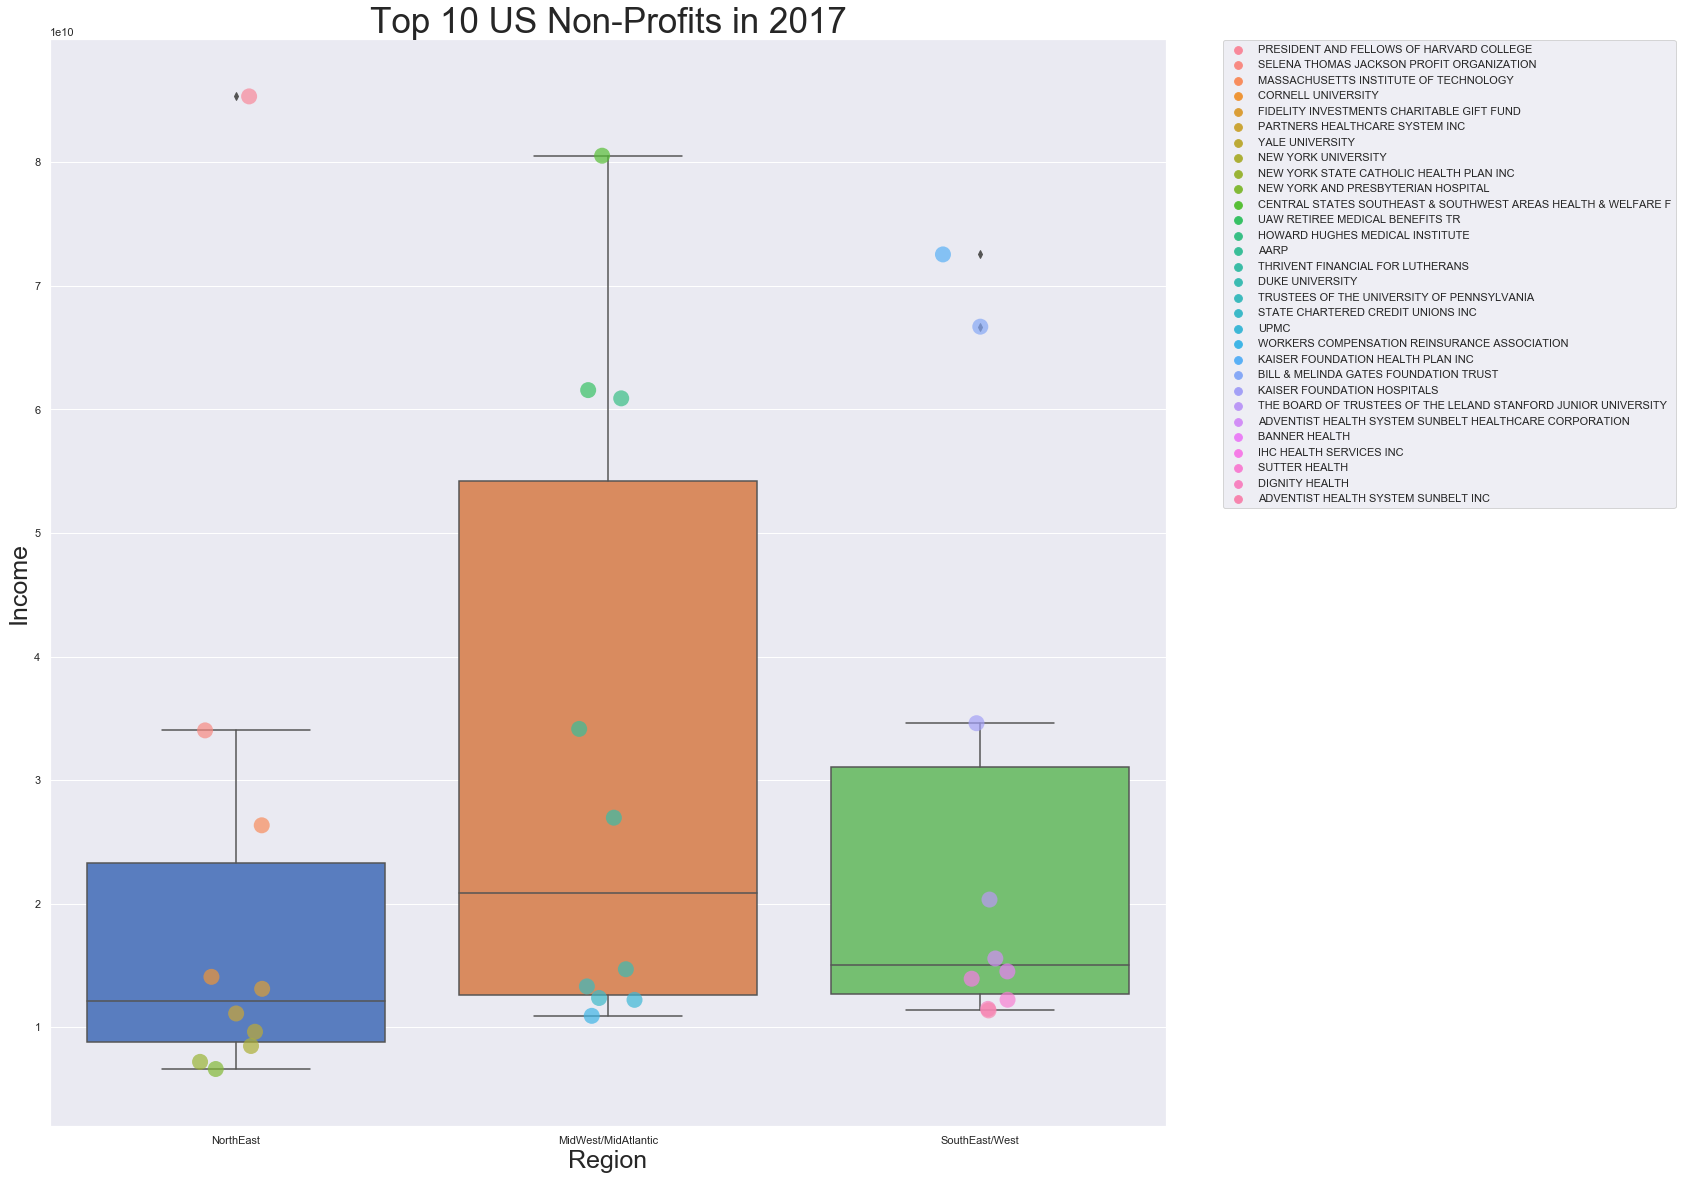 Top 10 US Non-Profits in 2017
1e10
8
7
6
5
4
3
2
1
Income
NorthEast
MidWest/MidAtlantic
SouthEast/West
Region
PRESIDENT AND FELLOWS OF HARVARD COLLEGE
SELENA THOMAS JACKSON PROFIT ORGANIZATION
MASSACHUSETTS INSTITUTE OF TECHNOLOGY
CORNELL UNIVERSITY
FIDELITY INVESTMENTS CHARITABLE GIFT FUND
PARTNERS HEALTHCARE SYSTEM INC
YALE UNIVERSITY
NEW YORK UNIVERSITY
NEW YORK STATE CATHOLIC HEALTH PLAN INC
NEW YORK AND PRESBYTERIAN HOSPITAL
CENTRAL STATES SOUTHEAST & SOUTHWEST AREAS HEALTH & WELFARE F
UAW RETIREE MEDICAL BENEFITS TR
HOWARD HUGHES MEDICAL INSTITUTE
AARP
THRIVENT FINANCIAL FOR LUTHERANS
DUKE UNIVERSITY
TRUSTEES OF THE UNIVERSITY OF PENNSYLVANIA
STATE CHARTERED CREDIT UNIONS INC
UPMC
WORKERS COMPENSATION REINSURANCE ASSOCIATION
KAISER FOUNDATION HEALTH PLAN INC
BILL & MELINDA GATES FOUNDATION TRUST
KAISER FOUNDATION HOSPITALS
THE BOARD OF TRUSTEES OF THE LELAND STANFORD JUNIOR UNIVERSITY
ADVENTIST HEALTH SYSTEM SUNBELT HEALTHCARE CORPORATION
BANNER HEALTH
IHC HEALTH SERVICES INC
SUTTER HEALTH
DIGNITY HEALTH
ADVENTIST HEALTH SYSTEM SUNBELT INC